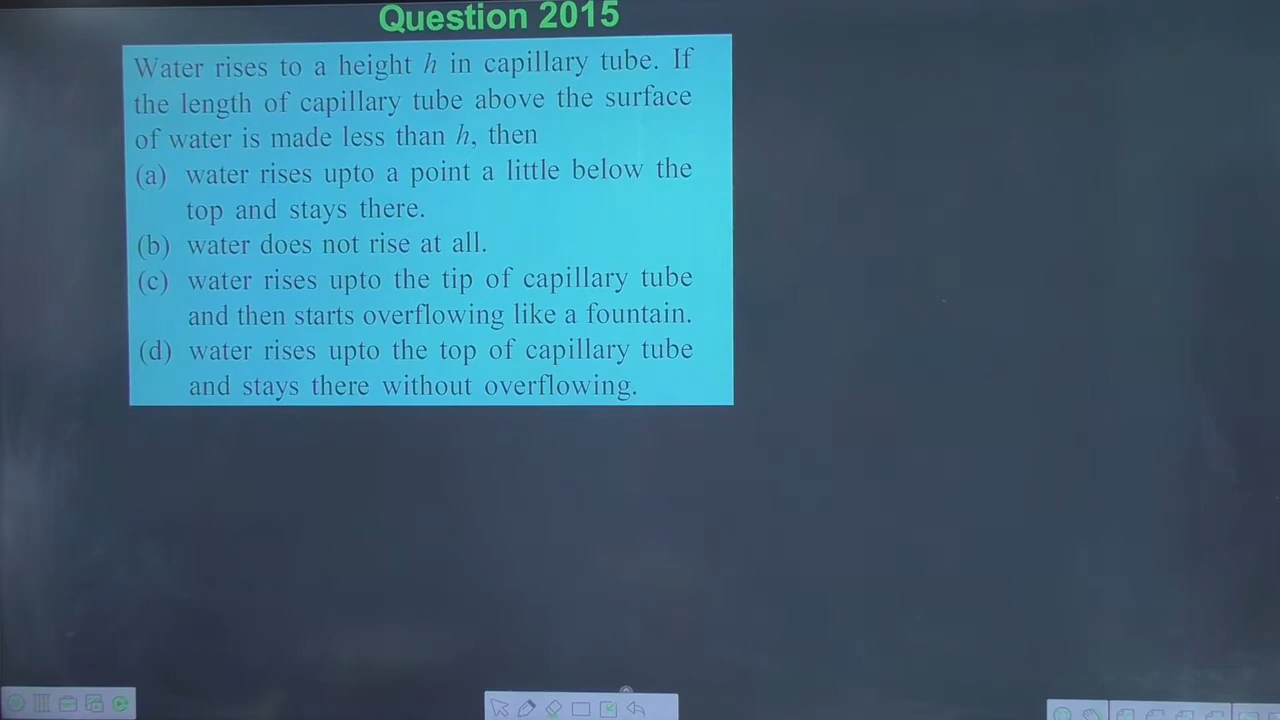 Question 2015
Water rises to a height h in capillary tube. If
the length of capillary tube above the surface
of water is made less than h, then
(a) water rises upto a point a little below the
top and stays there.
(b) water does not rise at all.
(c) water rises upto the tip of capillary tube
and then starts overflowing like a fountain.
(d) water rises upto the top of capillary tube
and stays there without overflowing.